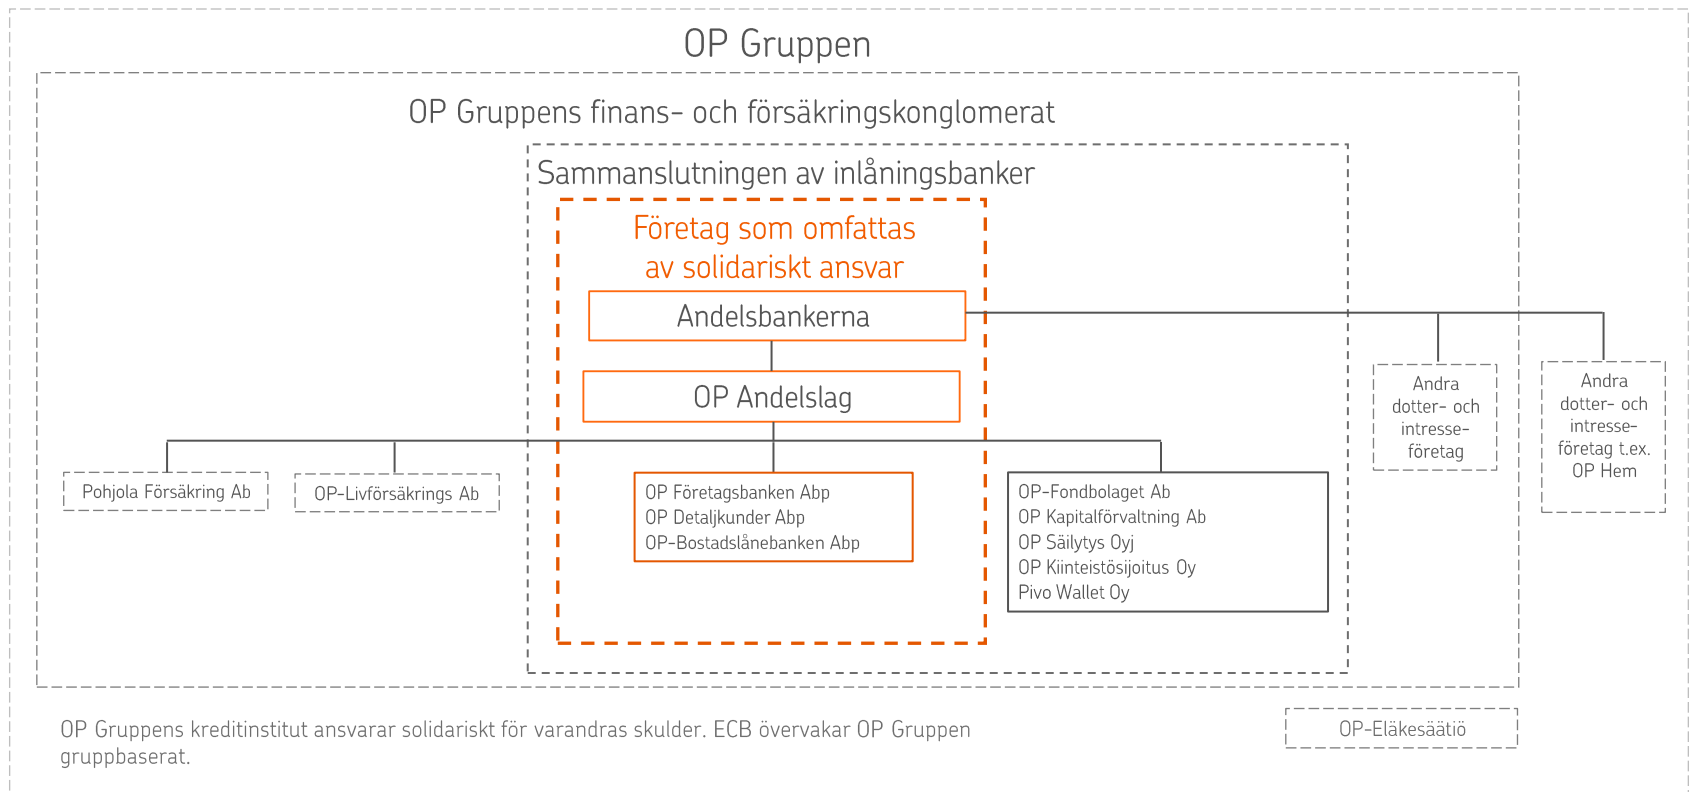 OP Gruppen
OP Gruppens finans- och försäkringskonglomerat
Sammanslutningen av inlåningsbanker
Företag som omfattas
av solidariskt ansvar
Andelsbankerna
OP Andelslag
Pohjola Försäkring Ab
OP-Livförsäkrings Ab
OP Företagsbanken Abp
OP Detaljkunder Abp
OP-Bostadslånebanken Abp
OP-Fondbolaget Ab
OP Kapitalförvaltning Ab
OP Säilytys Oyj
OP Kiinteistösijoitus Oy
Pivo Wallet Oy
Andra
dotter- och
intresse-
företag
Andra
dotter- och
intresse-
företag t.ex.
OP Hem
OP Gruppens kreditinstitut ansvarar solidariskt för varandras skulder. ECB övervakar OP Gruppen
gruppbaserat.
OP-Eläkesäätiö